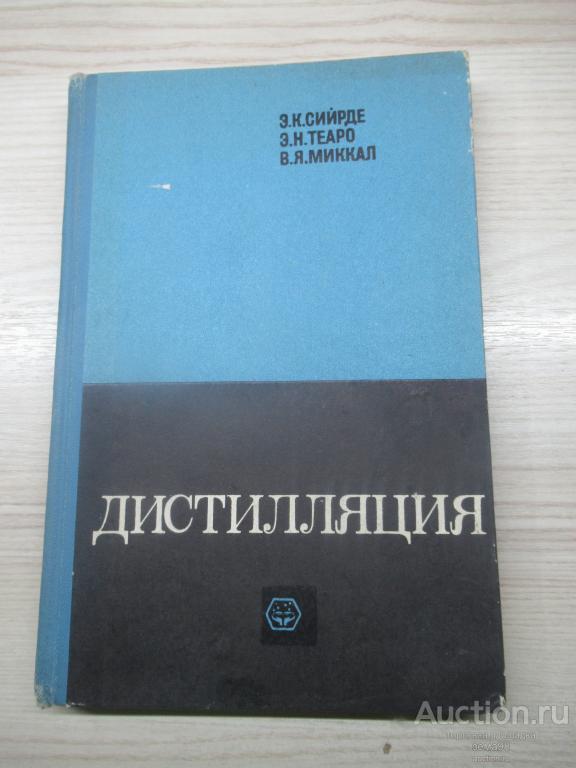 Э.К.СИЙРДЕ
Э.Н.ТЕАРО
В.Я.МИККАЛ
ДИСТИЛЛЯЦИЯ
Auction.ru